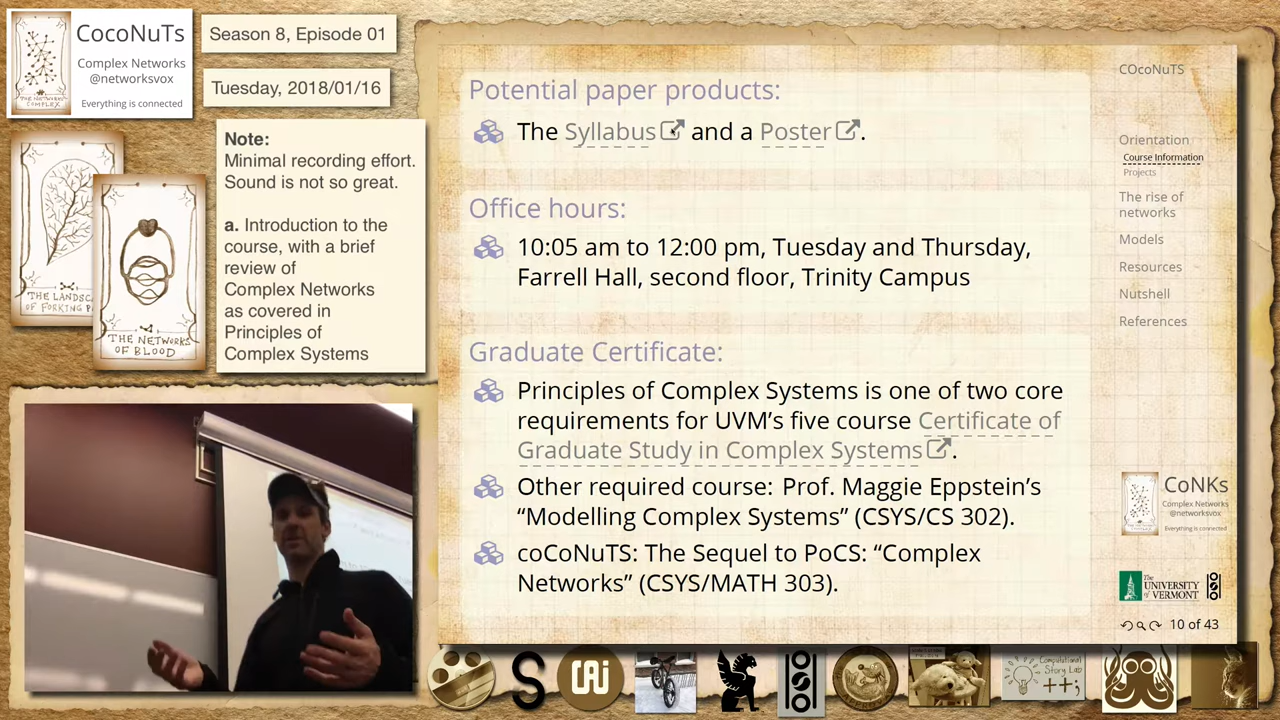 CocoNuTs
Complex Networks
@networksvox
Everything is connected
Season 8, Episode 01
Tuesday, 2018/01/16
Note:
Minimal recording effort.
Sound is not so great.
a. Introduction to the
course, with a brief
review of
Complex Networks
as covered in
Principles of
Complex Systems
THE LANDSC
OF FORKING P
THE NETWORKS
OF BLOOD
Potential paper products:
The Syllabus and a Poster.
Office hours:
10:05 am to 12:00 pm, Tuesday and Thursday,
Farrell Hall, second floor, Trinity Campus
Graduate Certificate:
Principles of Complex Systems is one of two core
requirements for UVM’s five course Certificate of
Graduate Study in Complex Systems.
Other required course: Prof. Maggie Eppstein’s
“Modelling Complex Systems” (CSYS/CS 302).
coCoNuTS: The Sequel to PoCS: “Complex
Networks” (CSYS/MATH 303).
COcoNuTS
Orientation
Course Information
Projects
The rise of
networks
Models
Resources
Nutshell
References
CoNKs
Complex Networks
@networksvox
Everything is connected
The
UNIVERSITY
of VERMONT
10 of 43
Computational
Story Lab
++;